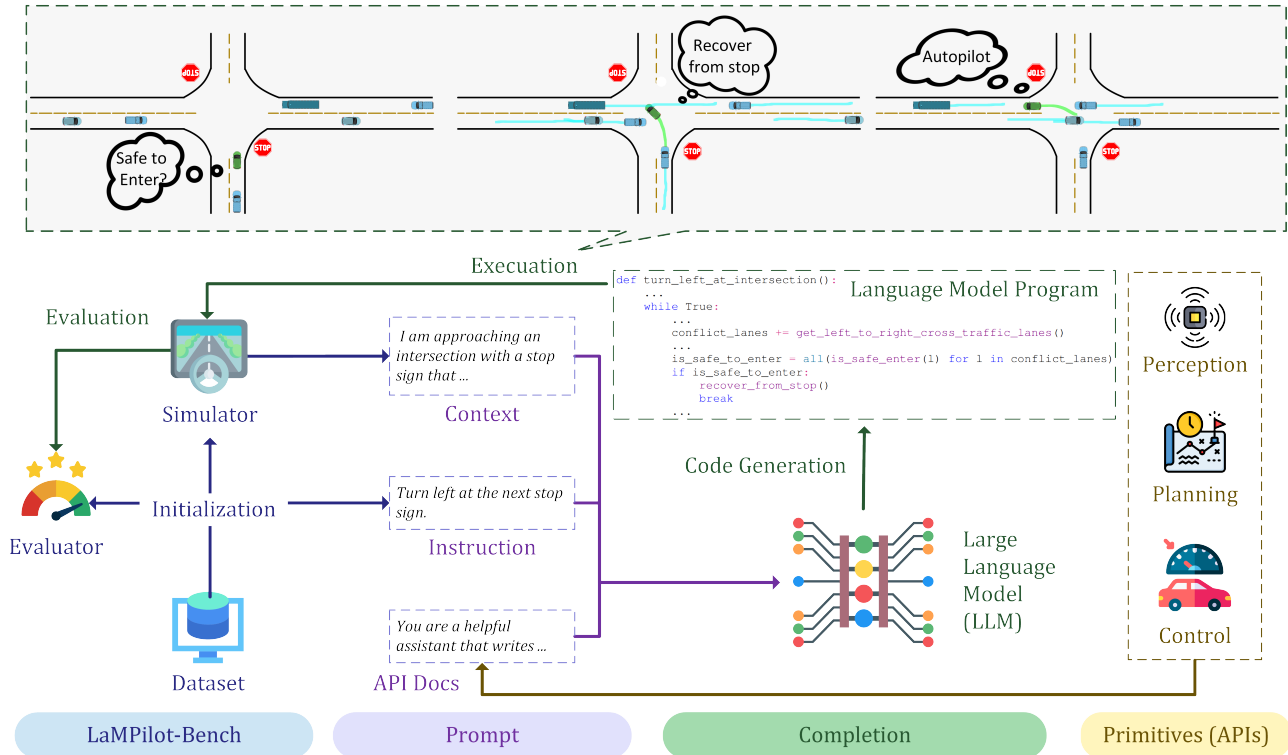 STOP
STOP
Safe to
Enter?
STOP
Recover
from stop
STOP
Autopilot
STOP
STOP
Execuation
Evaluation
Simulator
Initialization
Evaluator
Dataset
I am approaching an
intersection with a stop
sign that ...
Context
Turn left at the next stop
sign.
Instruction
You are a helpful
assistant that writes ...
API Docs
def turn_left_at_intersection():
...
while True:
...
conflict_lanes += get_left_to_right_cross_traffic_lanes()
...
is_safe_to_enter = all(is_safe_enter(l) for l in conflict_lanes)
if is_safe_to_enter:
recover_from_stop()
break
...
Language Model Program
Code Generation
Large
Language
Model
(LLM)
Perception
Planning
Control
LaMPilot-Bench
Prompt
Completion
Primitives (APIs)